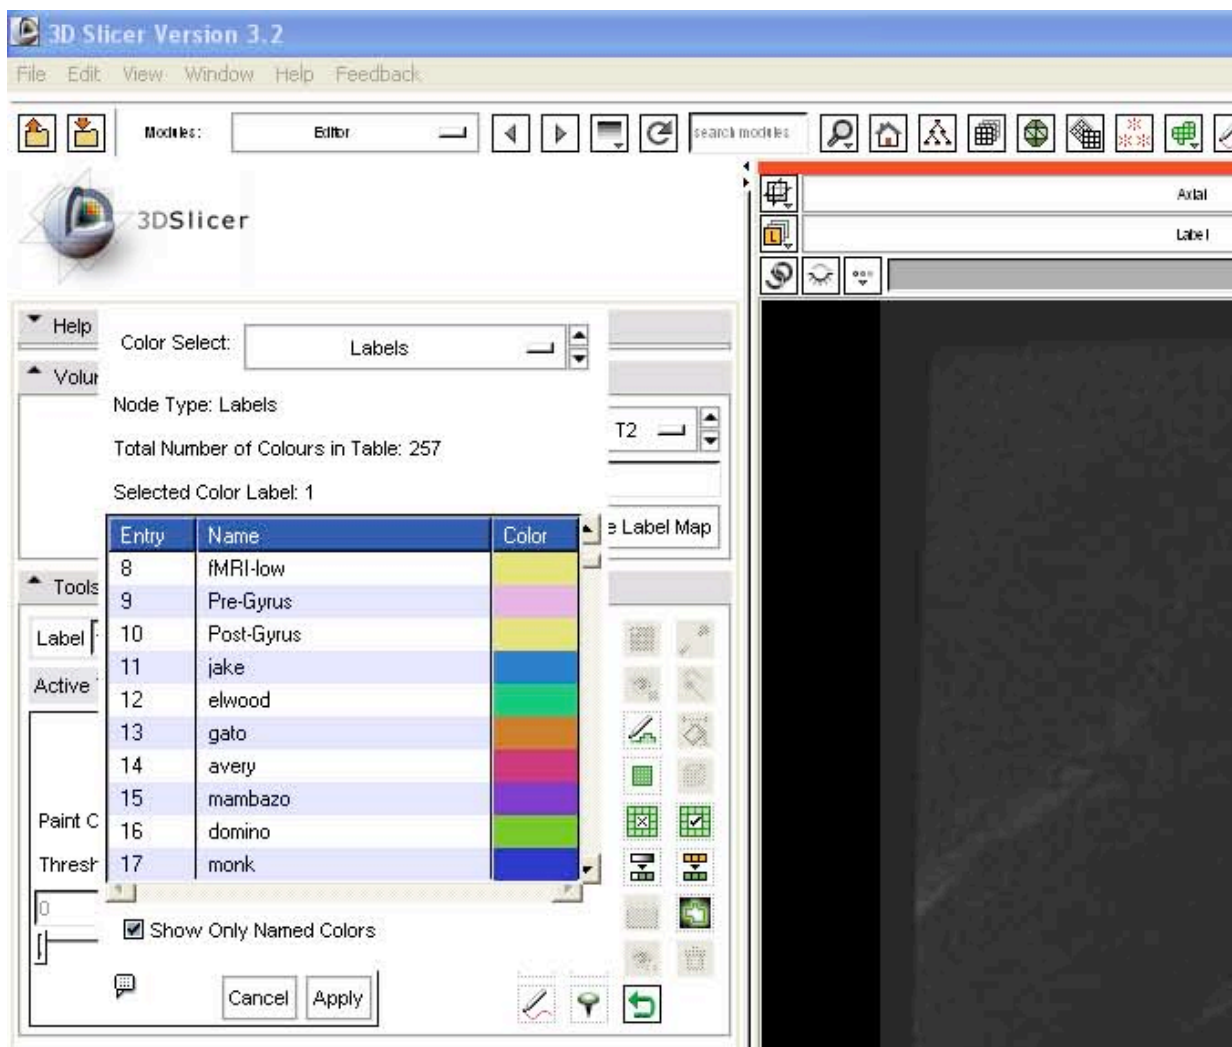 3D Slicer Version 3.2
File Edit View Window Help Feedback
Modules: Editor search modules
3DSlicer
Axial
Label
Help
Color Select: Labels
Volu
Node Type: Labels
T2
Total Number of Colours in Table: 257
Selected Color Label: 1
Entry Name Color
e Label Map
8 fMRI-low
Tools
9 Pre-Gyrus
Label
10 Post-Gyrus
11 jake
Active
12 elwood
13 gato
14 avery
15 mambazo
Paint C
16 domino
Thresh
17 monk
0
Show Only Named Colors
Cancel Apply